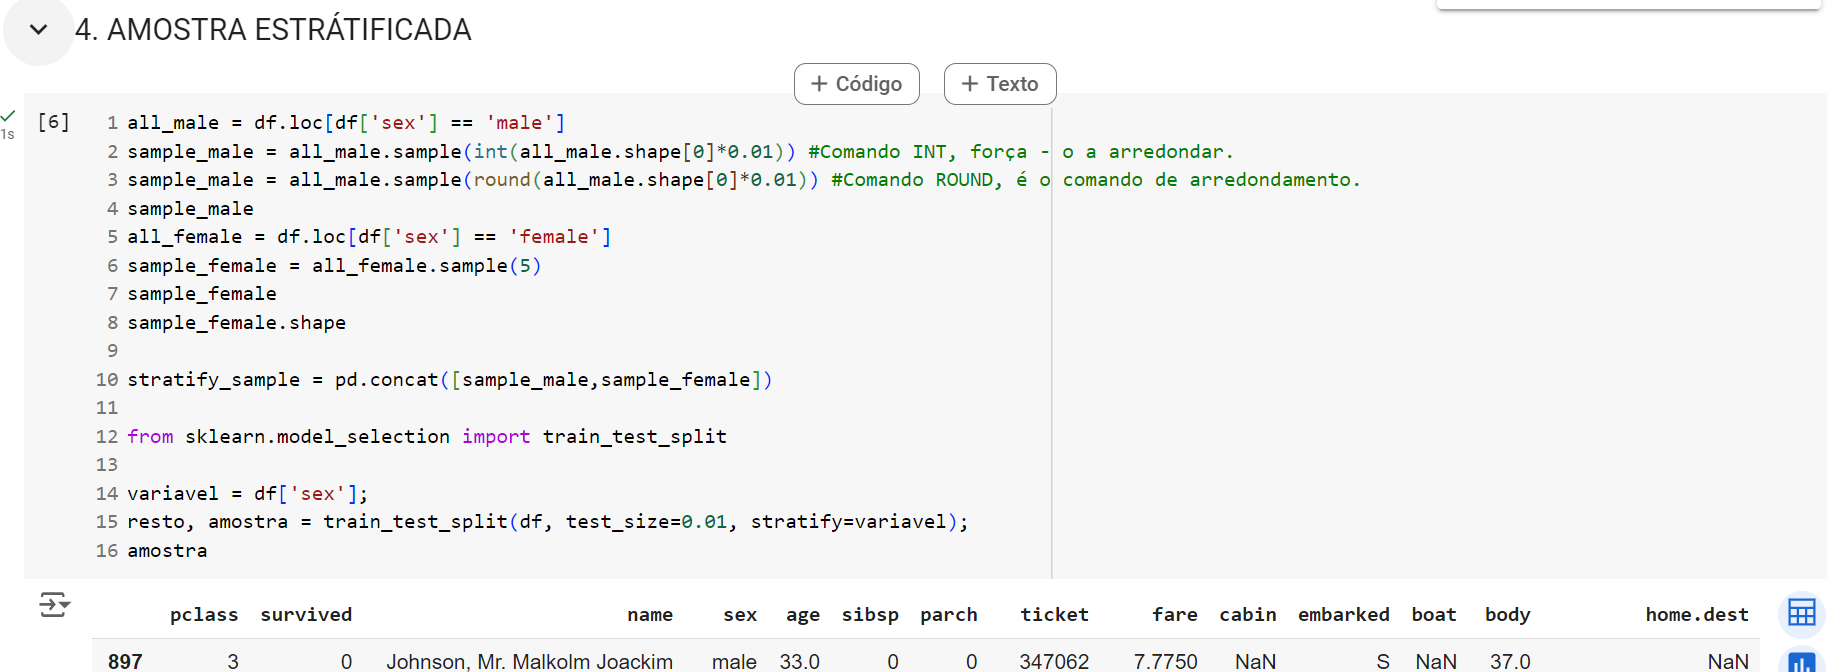 4. AMOSTRA ESTRÁTIFICADA
+ Código + Texto
[6]
1s
1 all_male = df.loc[df['sex'] == 'male']
2 sample_male = all_male.sample(int(all_male.shape[0]*0.01)) #Comando INT, força - o a arredondar.
3 sample_male = all_male.sample(round(all_male.shape[0]*0.01)) #Comando ROUND, é o comando de arredondamento.
4 sample_male
5 all_female = df.loc[df['sex'] == 'female']
6 sample_female = all_female.sample(5)
7 sample_female
8 sample_female.shape
9
10 stratify_sample = pd.concat([sample_male,sample_female])
11
12 from sklearn.model_selection import train_test_split
13
14 variavel = df['sex'];
15 resto, amostra = train_test_split(df, test_size=0.01, stratify=variavel);
16 amostra
pclass survived name sex age sibsp parch ticket fare cabin embarked boat body home.dest
897 3 0 Johnson, Mr. Malkolm Joackim male 33.0 0 0 347062 7.7750 NaN S NaN 37.0 NaN